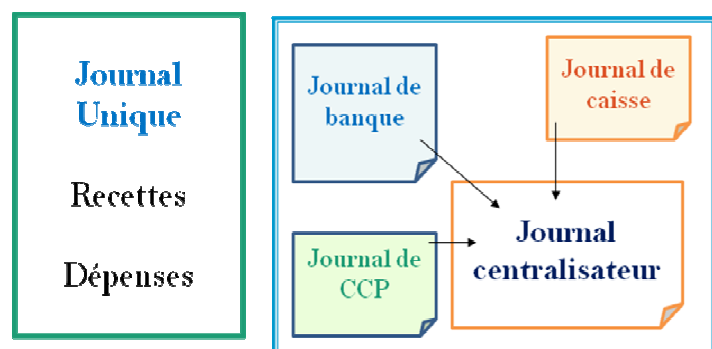 Journal
Unique
Recettes
Dépenses
Journal de
banque
Journal de
caisse
Journal de
CCP
Journal
centralisateur